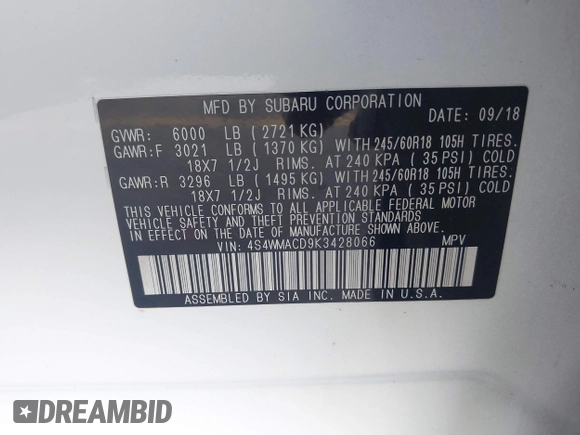 MFD BY SUBARU CORPORATION
DATE: 09/18
GVWR: 6000 LB (2721 KG)
GAWR:F 3021 LB (1370 KG) WITH 245/60R18 105H TIRES.
18X7 1/2J RIMS. AT 240 KPA (35 PSI) COLD
GAWR:R 3296 LB (1495 KG) WITH 245/60R18 105H TIRES.
18X7 1/2J RIMS. AT 240 KPA (35 PSI) COLD
THIS VEHICLE CONFORMS TO ALL APPLICABLE FEDERAL MOTOR
VEHICLE SAFETY AND THEFT PREVENTION STANDARDS
IN EFFECT ON THE DATE OF MANUFACTURE SHOWN ABOVE.
VIN: 4S4WMACD9K3428066 MPV
ASSEMBLED BY SIA INC. MADE IN U.S.A.
DREAMBID